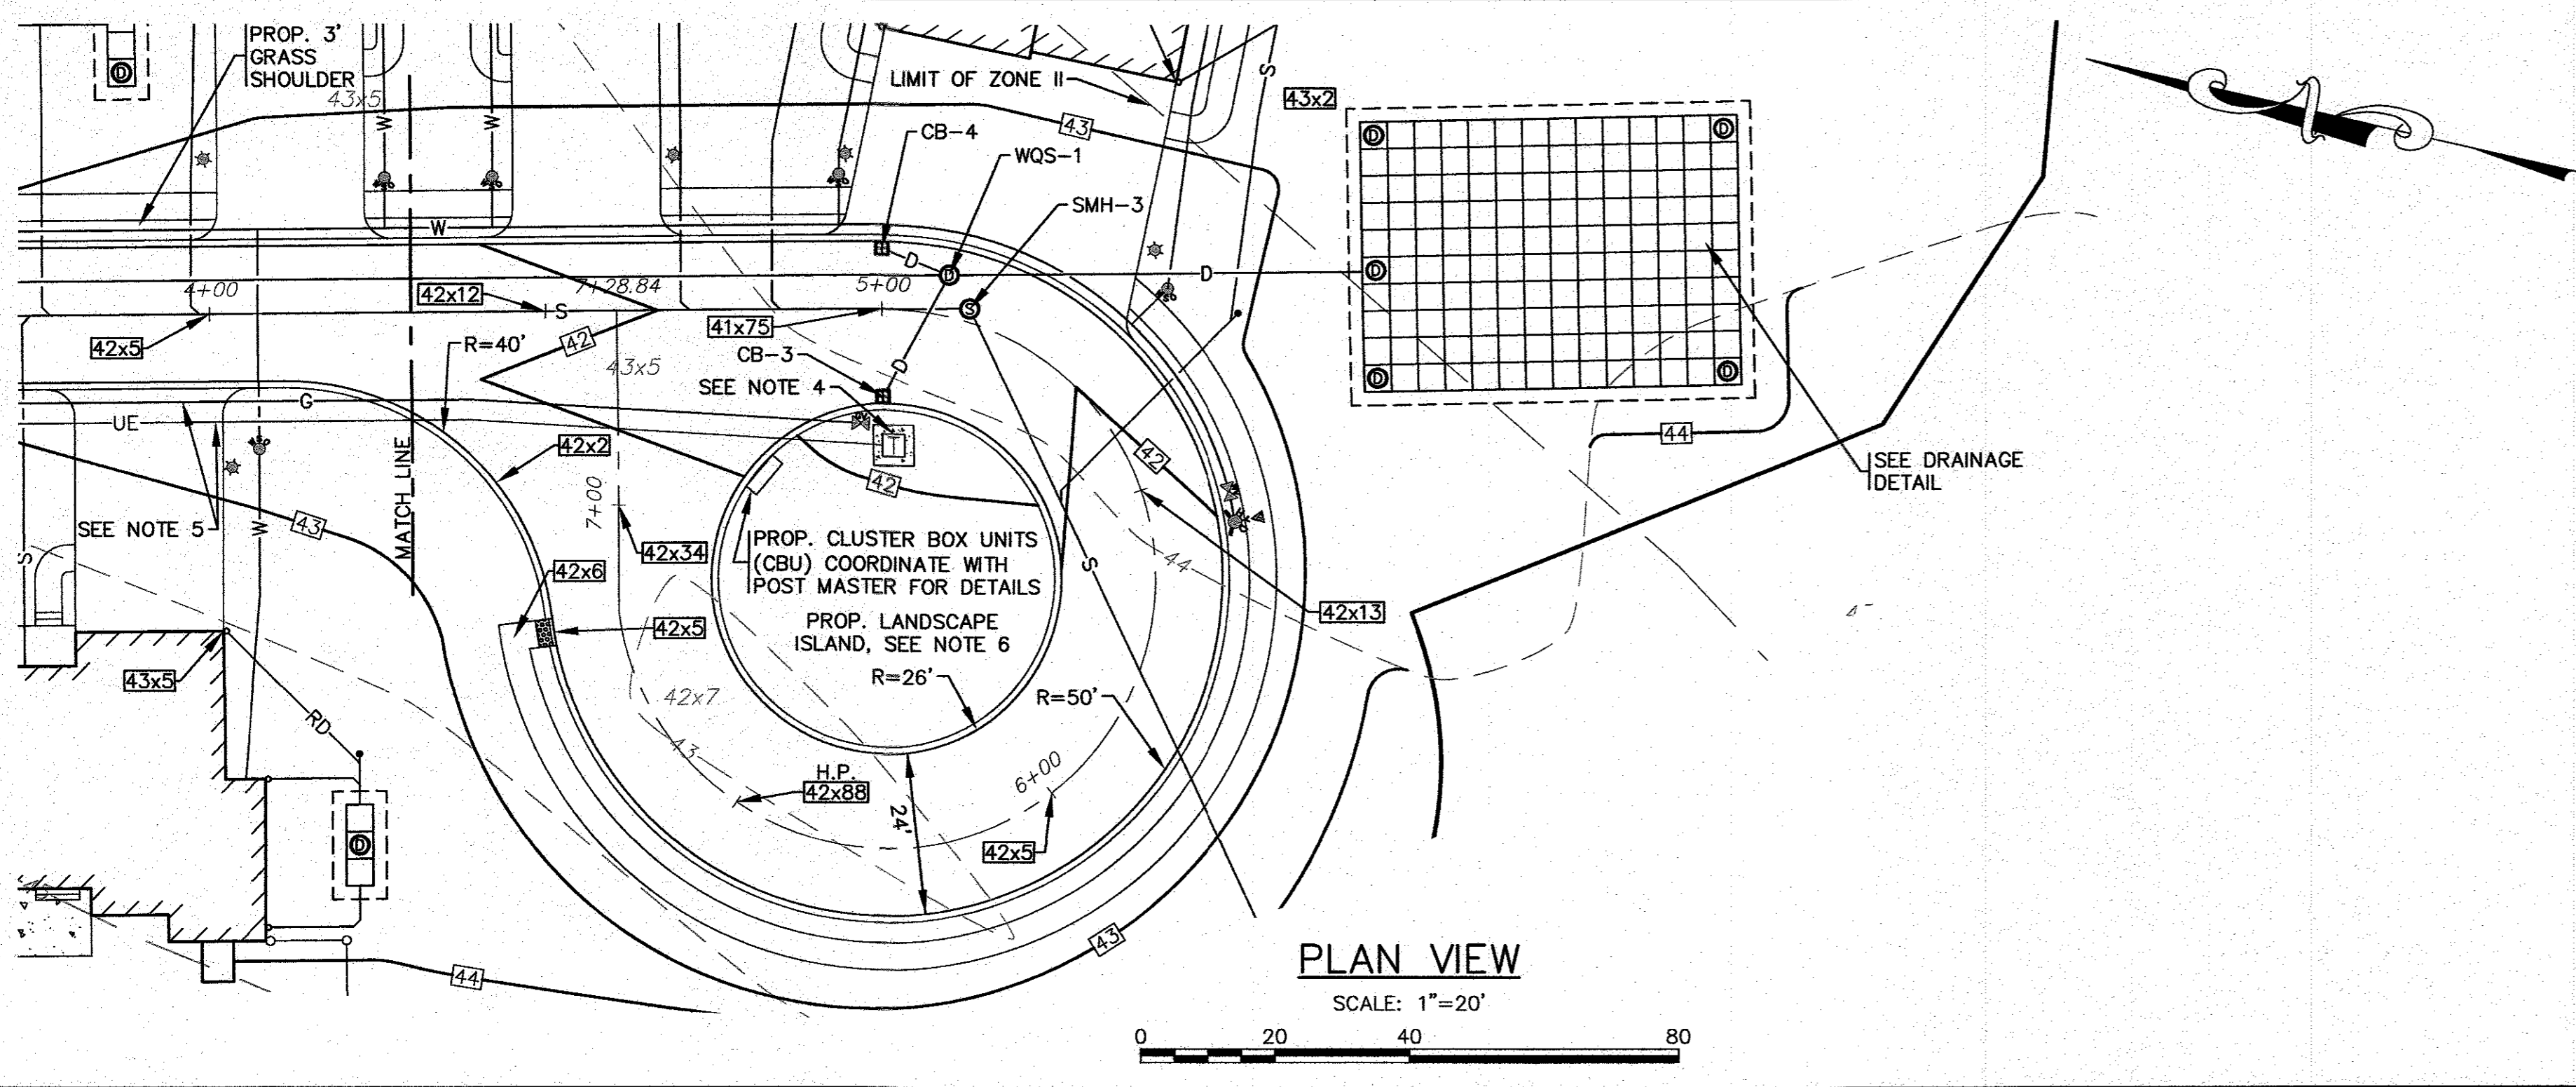 PROP. 3'
GRASS
SHOULDER
43x5
D
W
W
LIMIT OF ZONE II
S
43x2
43
CB-4
WQS-1
SMH-3
W
D
D
D
D
D
D
D
4+00
42x12
S
7+28.84
5+00
S
42x5
R=40'
42
41x75
43x5
CB-3
D
SEE NOTE 4
T
G
UE
MATCH LINE
42x2
42
42
44
SEE DRAINAGE
DETAIL
SEE NOTE 5
43
W
S
7+00
42x34
PROP. CLUSTER BOX UNITS
(CBU) COORDINATE WITH
POST MASTER FOR DETAILS
S
44
42x6
42x5
PROP. LANDSCAPE
ISLAND, SEE NOTE 6
42x13
43x5
R=26'
42x7
R=50'
RD
43
H.P.
42x88
6+00
24'
42x5
D
43
44
PLAN VIEW
SCALE: 1"=20'
0 20 40 80